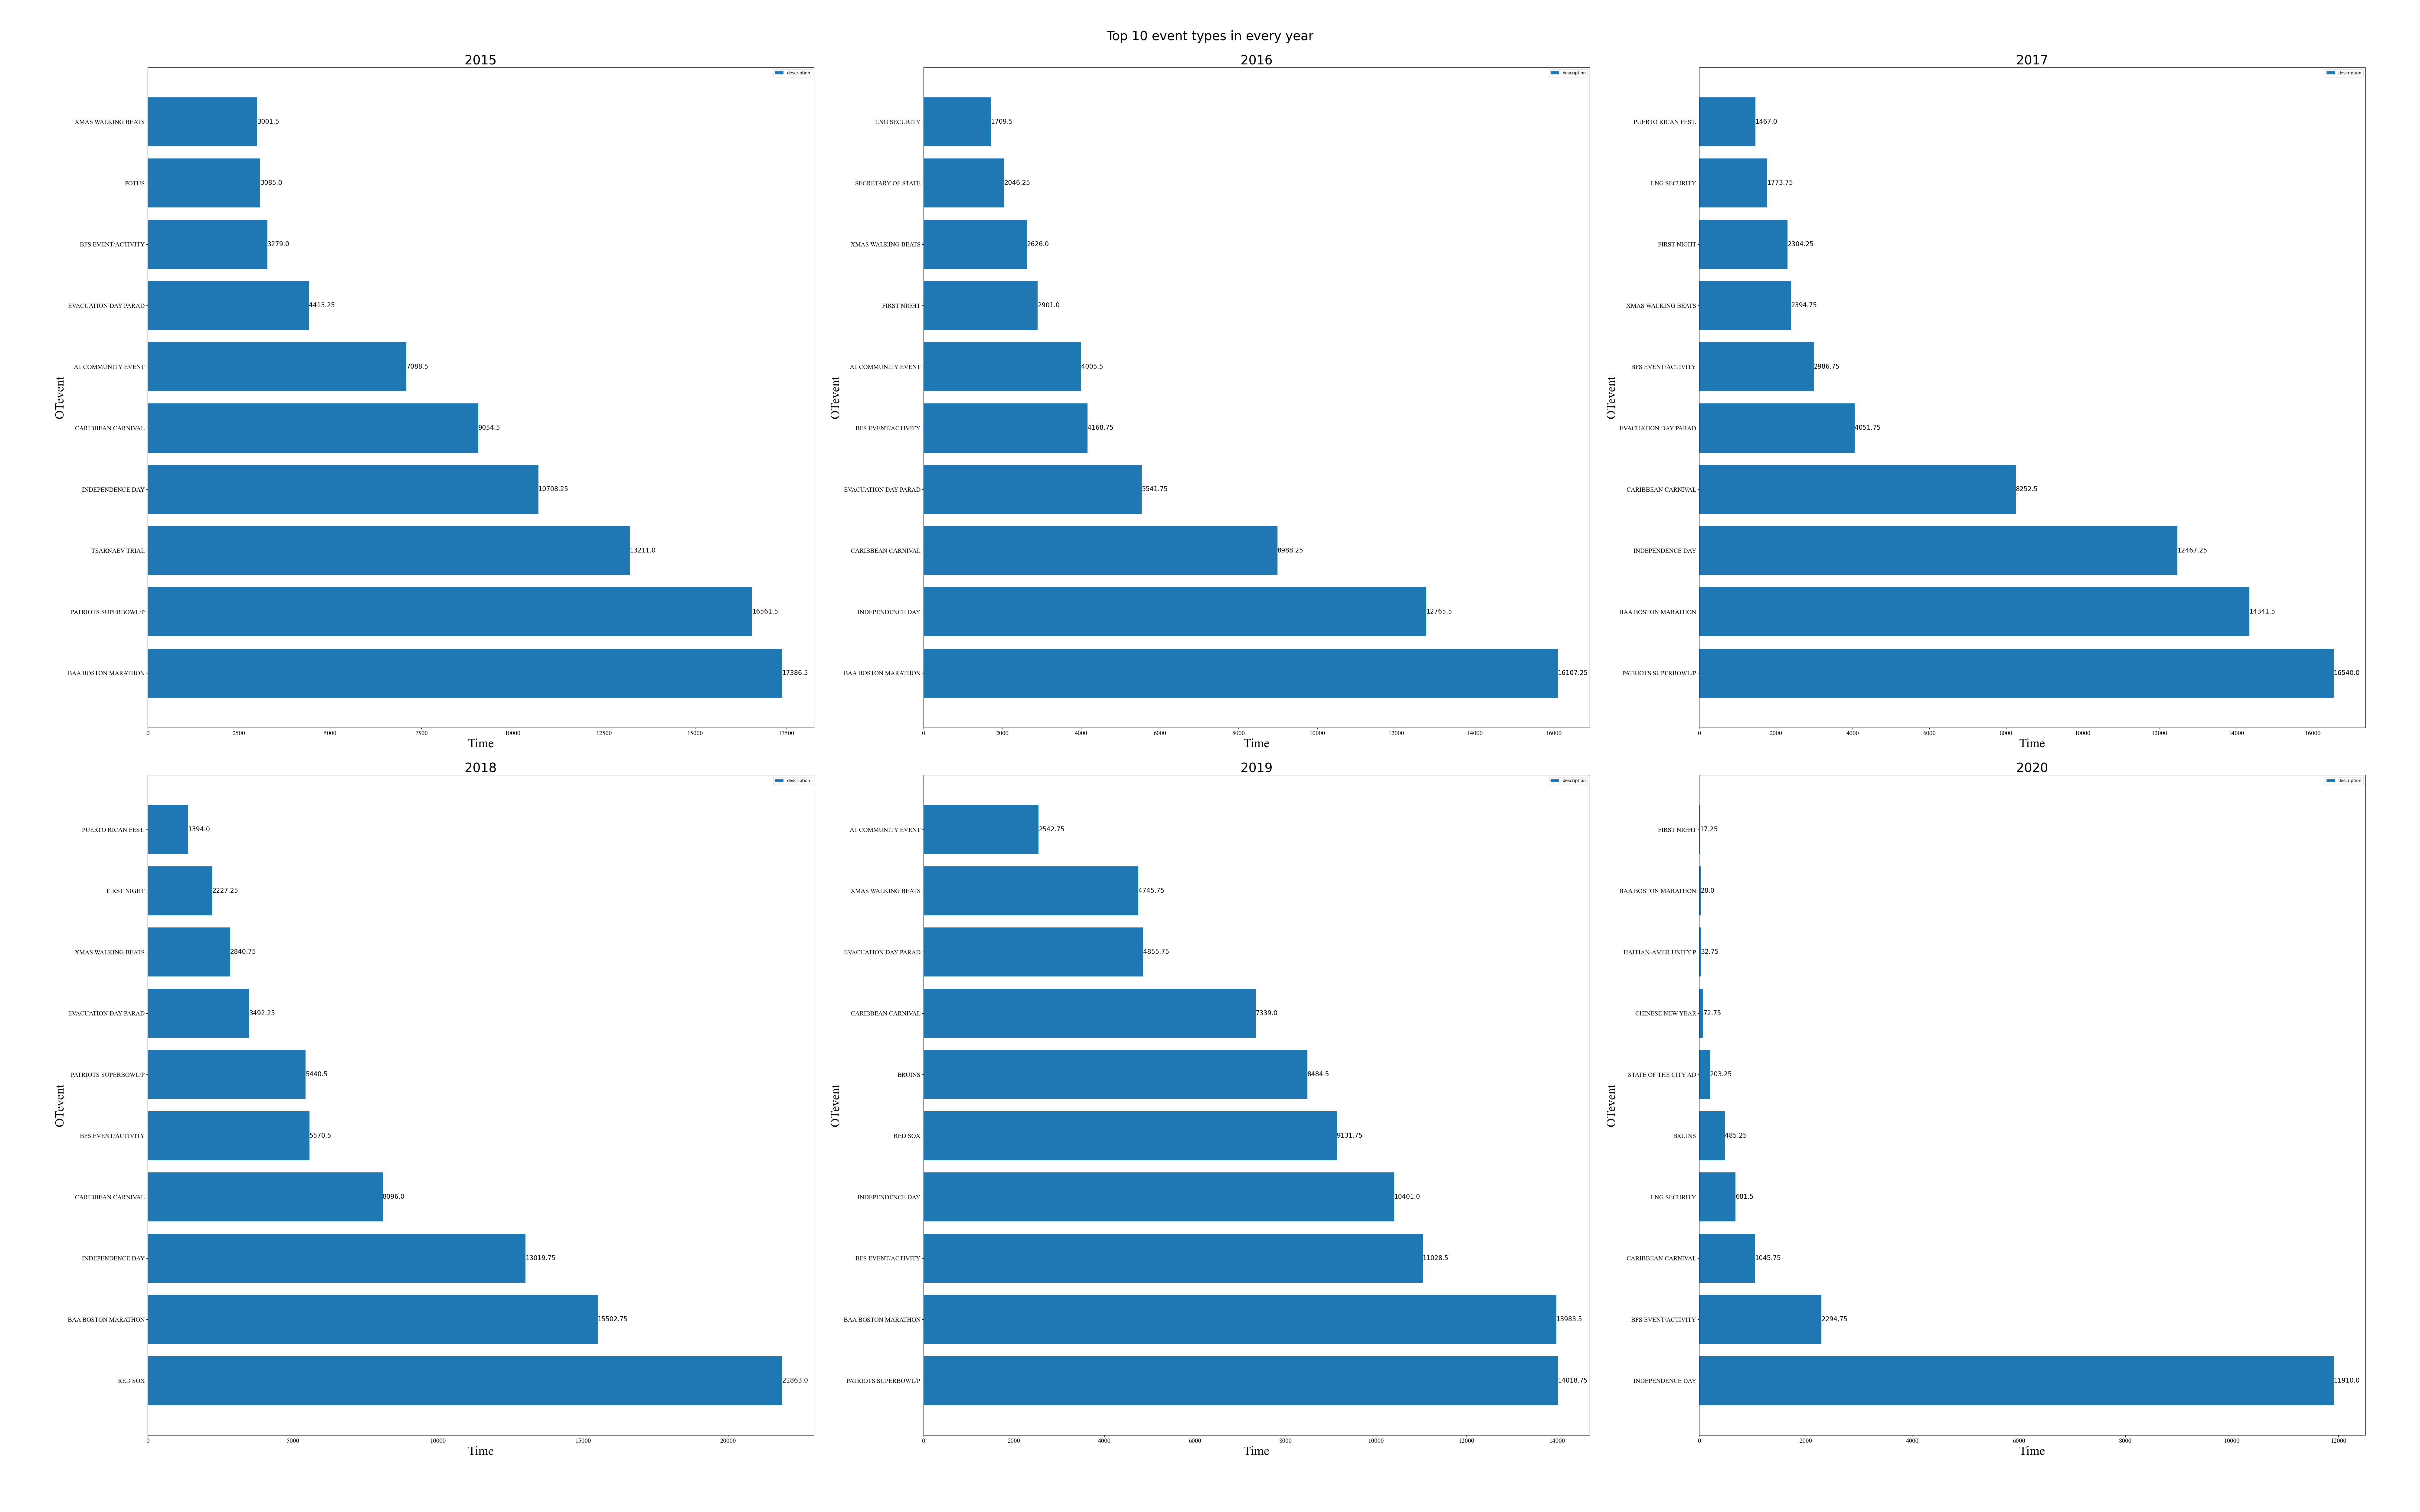 Top 10 event types in every year
2015
description
XMAS WALKING BEATS 3001.5
POTUS 3085.0
BFS EVENT/ACTIVITY 3279.0
EVACUATION DAY PARAD 4413.25
A1 COMMUNITY EVENT 7088.5
CARIBBEAN CARNIVAL 9054.5
INDEPENDENCE DAY 10708.25
TSARNAEV TRIAL 13211.0
PATRIOTS SUPERBOWL/P 16561.5
BAA BOSTON MARATHON 17386.5
OTevent
0 2500 5000 7500 10000 12500 15000 17500
Time
2016
description
LNG SECURITY 1709.5
SECRETARY OF STATE 2046.25
XMAS WALKING BEATS 2626.0
FIRST NIGHT 2901.0
A1 COMMUNITY EVENT 4005.5
BFS EVENT/ACTIVITY 4168.75
EVACUATION DAY PARAD 5541.75
CARIBBEAN CARNIVAL 8988.25
INDEPENDENCE DAY 12765.5
BAA BOSTON MARATHON 16107.25
OTevent
0 2000 4000 6000 8000 10000 12000 14000 16000
Time
2017
description
PUERTO RICAN FEST. 1467.0
LNG SECURITY 1773.75
FIRST NIGHT 2304.25
XMAS WALKING BEATS 2394.75
BFS EVENT/ACTIVITY 2986.75
EVACUATION DAY PARAD 4051.75
CARIBBEAN CARNIVAL 8252.5
INDEPENDENCE DAY 12467.25
BAA BOSTON MARATHON 14341.5
PATRIOTS SUPERBOWL/P 16540.0
OTevent
0 2000 4000 6000 8000 10000 12000 14000 16000
Time
2018
description
PUERTO RICAN FEST. 1394.0
FIRST NIGHT 2227.25
XMAS WALKING BEATS 2840.75
EVACUATION DAY PARAD 3492.25
PATRIOTS SUPERBOWL/P 5440.5
BFS EVENT/ACTIVITY 5570.5
CARIBBEAN CARNIVAL 8096.0
INDEPENDENCE DAY 13019.75
BAA BOSTON MARATHON 15502.75
RED SOX 21863.0
OTevent
0 5000 10000 15000 20000
Time
2019
description
A1 COMMUNITY EVENT 2542.75
XMAS WALKING BEATS 4745.75
EVACUATION DAY PARAD 4855.75
CARIBBEAN CARNIVAL 7339.0
BRUINS 8484.5
RED SOX 9131.75
INDEPENDENCE DAY 10401.0
BFS EVENT/ACTIVITY 11028.5
BAA BOSTON MARATHON 13983.5
PATRIOTS SUPERBOWL/P 14018.75
OTevent
0 2000 4000 6000 8000 10000 12000 14000
Time
2020
description
FIRST NIGHT 17.25
BAA BOSTON MARATHON 28.0
HAITIAN-AMER UNITY P 32.75
CHINESE NEW YEAR 72.75
STATE OF THE CITY AD 203.25
BRUINS 485.25
LNG SECURITY 681.5
CARIBBEAN CARNIVAL 1045.75
BFS EVENT/ACTIVITY 2294.75
INDEPENDENCE DAY 11910.0
OTevent
0 2000 4000 6000 8000 10000 12000
Time